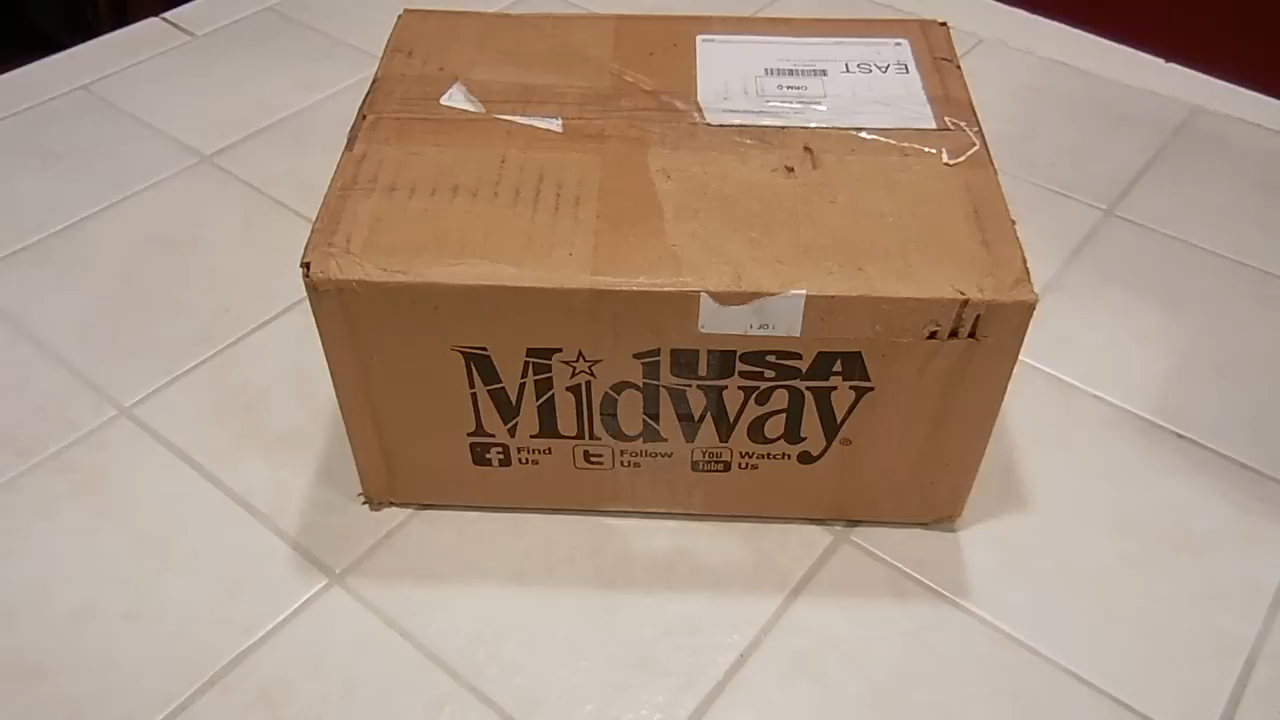 EAST
ORM-D
1 OF 1
MidwayUSA®
f Find Us
t Follow Us
You Tube Watch Us